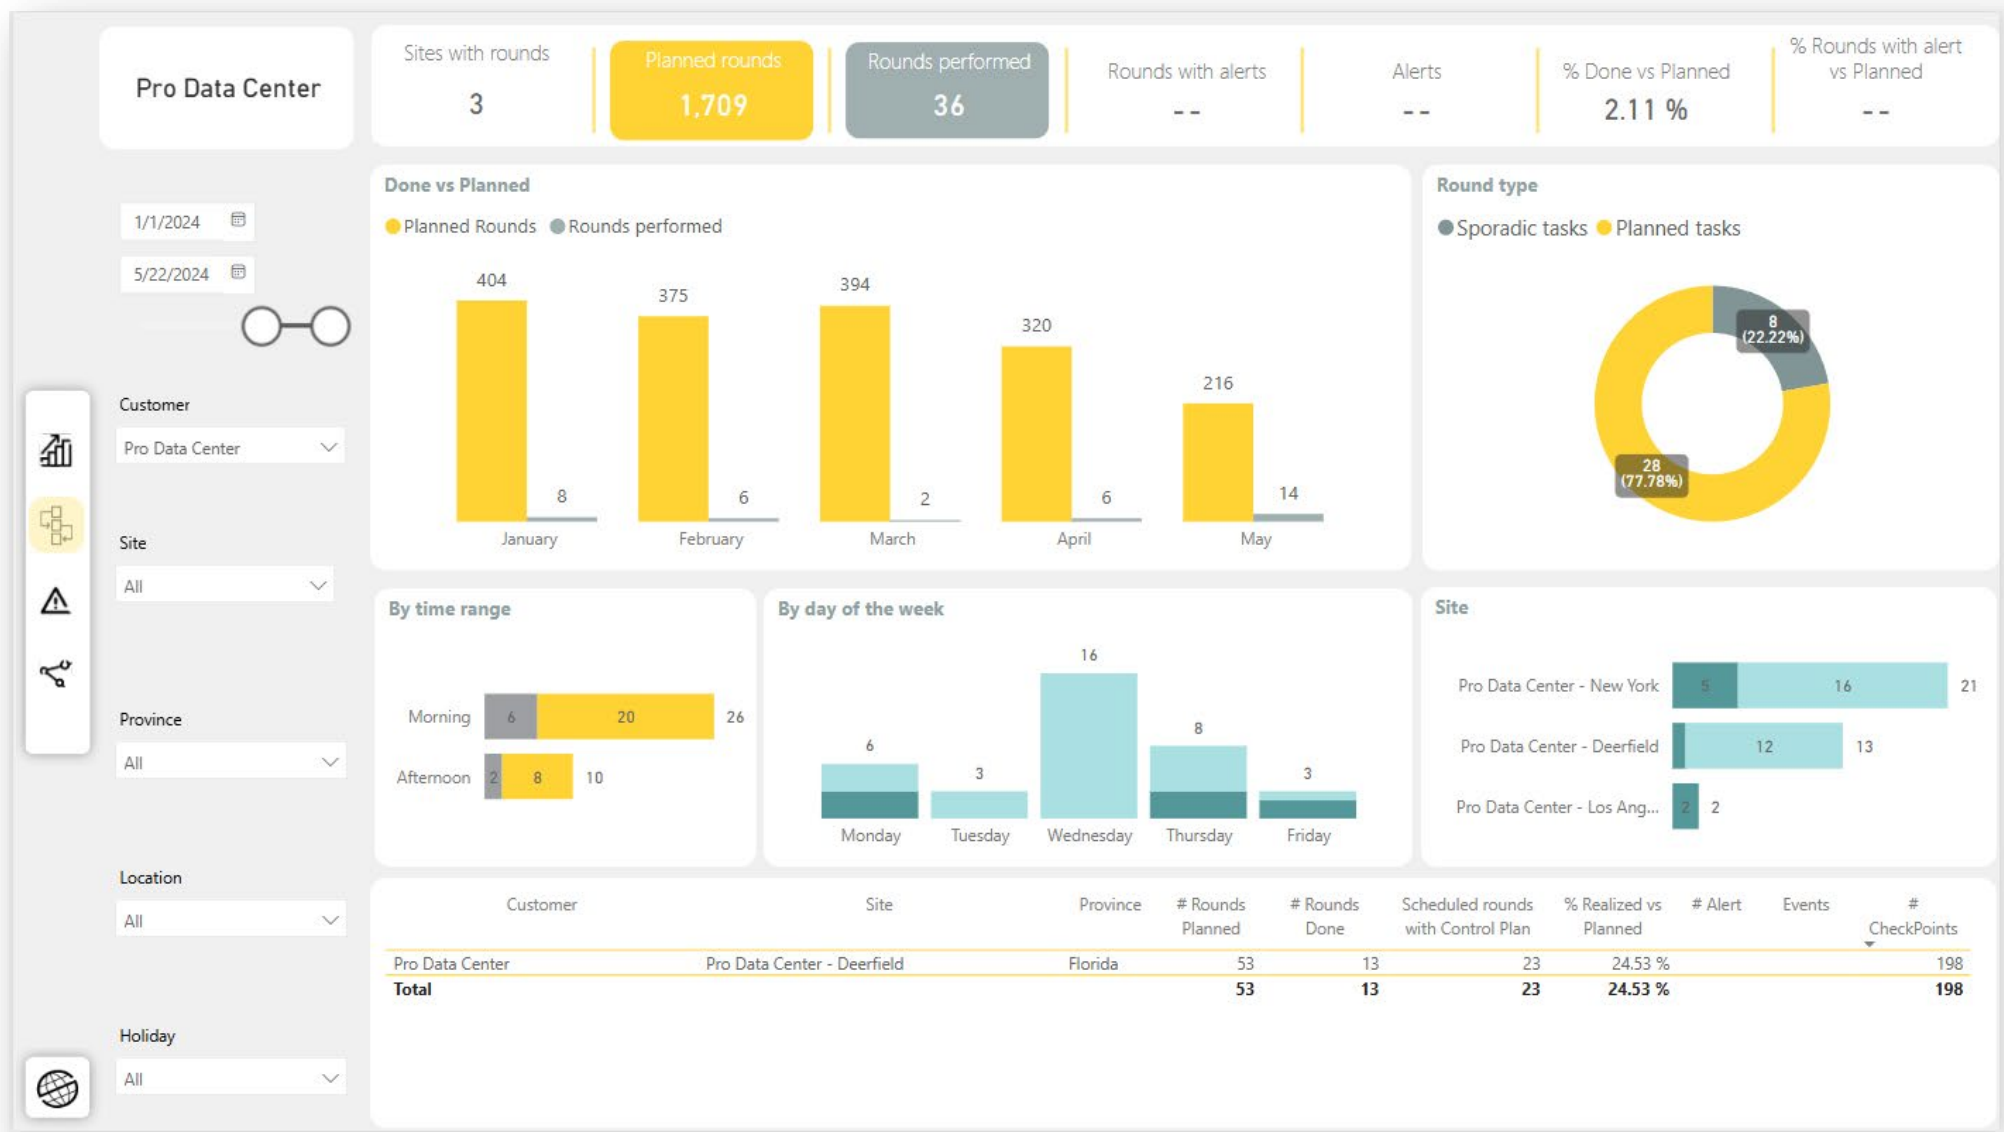 Pro Data Center
Sites with rounds
3
Planned rounds
1,709
Rounds performed
36
Rounds with alerts
--
Alerts
--
% Done vs Planned
2.11 %
% Rounds with alert
vs Planned
--
1/1/2024
5/22/2024
Customer
Pro Data Center
Site
All
Province
All
Location
All
Holiday
All
Done vs Planned
Planned Rounds Rounds performed
404
375
394
320
216
8
6
2
6
14
January February March April May
Round type
Sporadic tasks Planned tasks
8
(22.22%)
28
(77.78%)
By time range
Morning 6 20 26
Afternoon 2 8 10
By day of the week
6
3
16
8
3
Monday Tuesday Wednesday Thursday Friday
Site
Pro Data Center - New York 5 16 21
Pro Data Center - Deerfield 12 13
Pro Data Center - Los Ang... 2 2
Customer Site Province # Rounds Planned # Rounds Done Scheduled rounds with Control Plan % Realized vs Planned # Alert Events # CheckPoints
Pro Data Center Pro Data Center - Deerfield Florida 53 13 23 24.53 % 198
Total 53 13 23 24.53 % 198